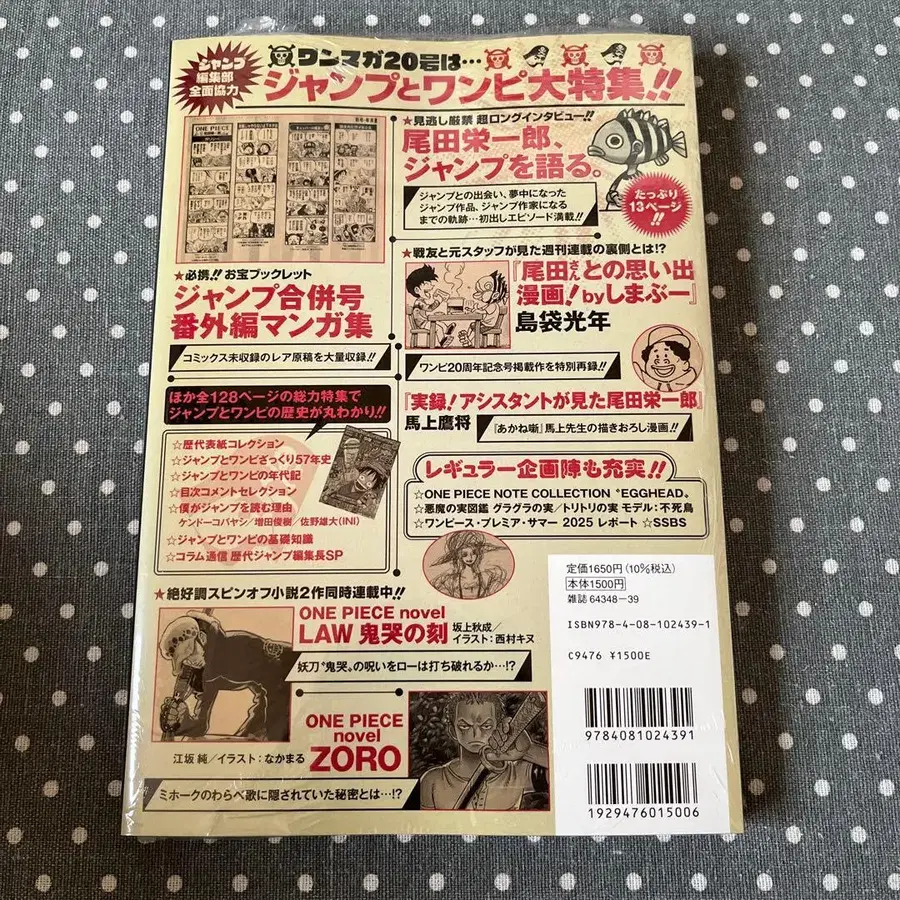 ジャンプ
編集部
全面協力
ワンマガ20号は…
ジャンプとワンピ大特集!!
ONE PIECE
★見逃し厳禁 超ロングインタビュー!!
尾田栄一郎、
ジャンプを語る。
ジャンプとの出会い、夢中になった
ジャンプ作品、ジャンプ作家になる
までの軌跡…初出しエピソード満載!!
たっぷり
13ページ
!!
★必携!! お宝ブックレット
ジャンプ合併号
番外編マンガ集
コミックス未収録のレア原稿を大量収録!!
★戦友と元スタッフが見た週刊連載の裏側とは!?
『尾田さんとの思い出
漫画!byしまぶー』
島袋光年
ワンピ20周年記念号掲載作を特別再録!!
『実録!アシスタントが見た尾田栄一郎』
馬上鷹将
『あかね噺』馬上先生の描きおろし漫画!!
ほか全128ページの総力特集で
ジャンプとワンピの歴史が丸わかり!!
☆歴代表紙コレクション
☆ジャンプとワンピざっくり57年史
☆ジャンプとワンピの年代記
☆目次コメントセレクション
☆僕がジャンプを読む理由
ケンドーコバヤシ/増田俊樹/佐野雄大(INI)
☆ジャンプとワンピの基礎知識
☆コラム通信 歴代ジャンプ編集長SP
レギュラー企画陣も充実!!
☆ONE PIECE NOTE COLLECTION〝EGGHEAD〟
☆悪魔の実図鑑 グラグラの実/トリトリの実 モデル:不死鳥
☆ワンピース・プレミア・サマー 2025 レポート ☆SSBS
★絶好調スピンオフ小説2作同時連載中!!
ONE PIECE novel
LAW 鬼哭の刻
坂上秋成/
イラスト:西村キヌ
妖刀〝鬼哭〟の呪いをローは打ち破れるか…!?
ONE PIECE
novel
ZORO
江坂 純/イラスト:なかまる
ミホークのわらべ歌に隠されていた秘密とは…!?
定価1650円(10%税込)
本体1500円
雑誌 64348-39
ISBN978-4-08-102439-1
C9476 ¥1500E
9784081024391
1929476015006